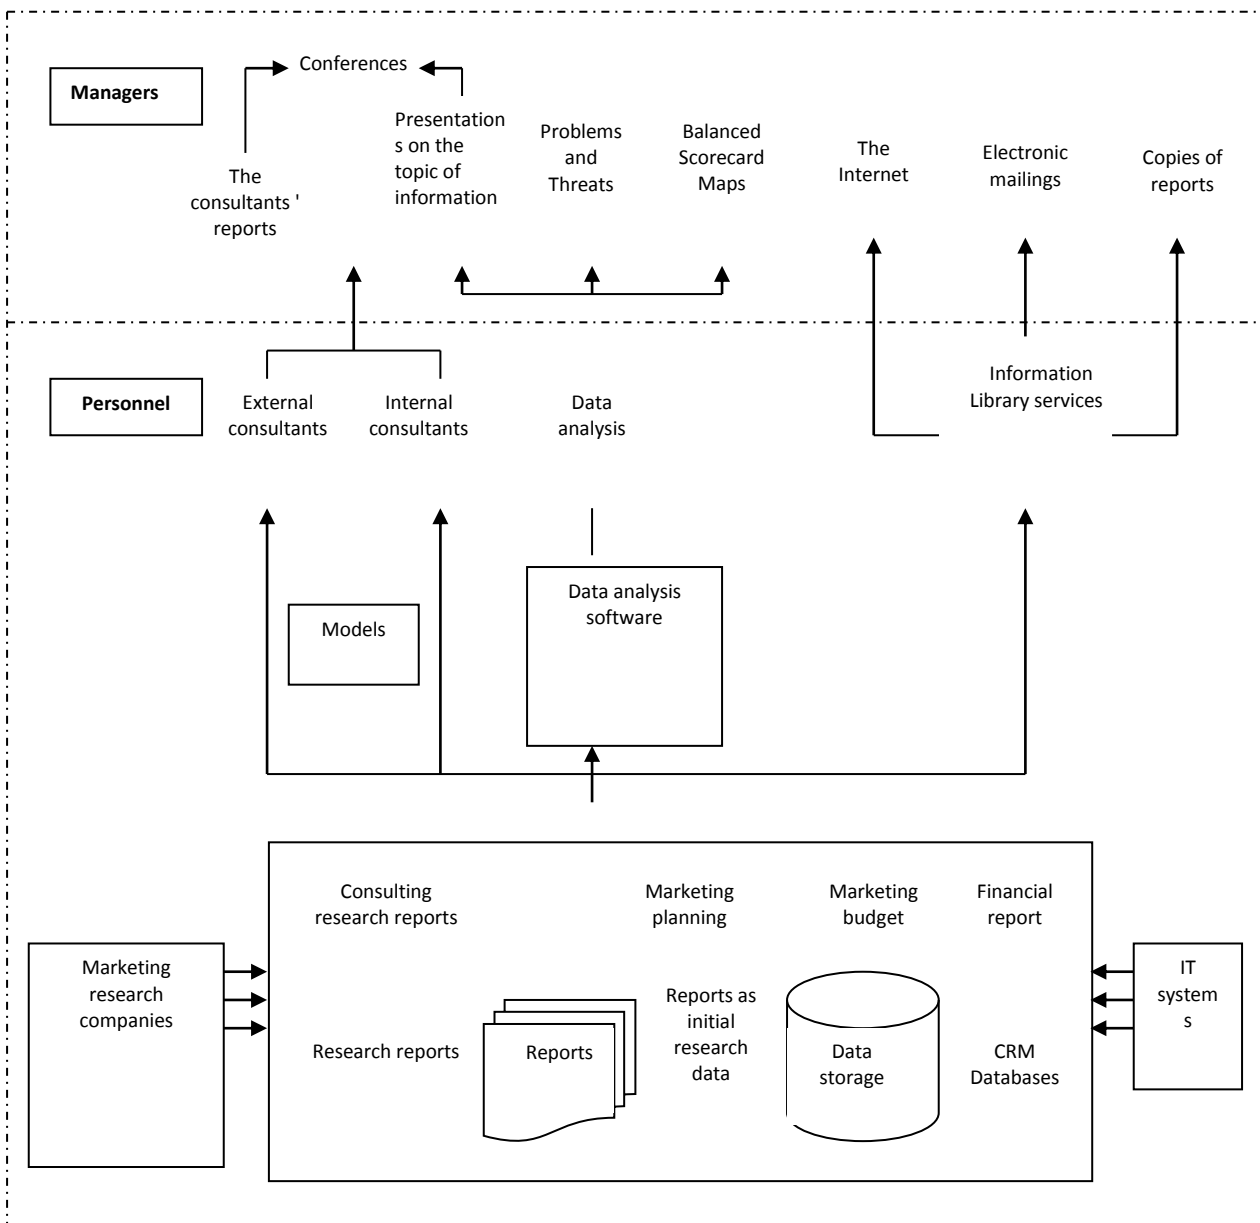 Conferences
Managers
Presentation
s on the
topic of
information
Problems
and
Threats
Balanced
Scorecard
Maps
The
Internet
Electronic
mailings
Copies of
reports
The
consultants '
reports
Personnel
External
consultants
Internal
consultants
Data
analysis
Information
Library services
Models
Data analysis
software
Consulting
research reports
Marketing
planning
Marketing
budget
Financial
report
Marketing
research
companies
IT
system
s
Research reports
Reports
Reports as
initial
research
data
Data
storage
CRM
Databases